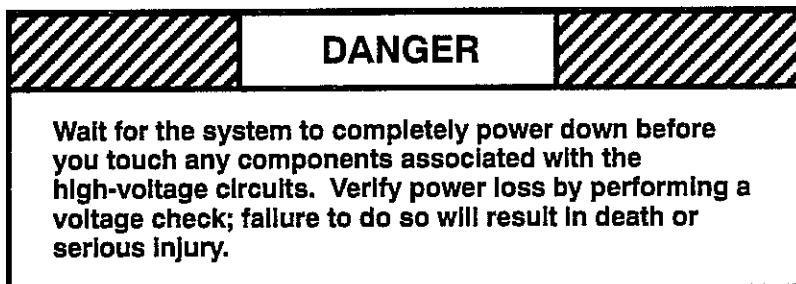 DANGER
Wait for the system to completely power down before
you touch any components associated with the
high-voltage circuits. Verify power loss by performing a
voltage check; failure to do so will result in death or
serious injury.